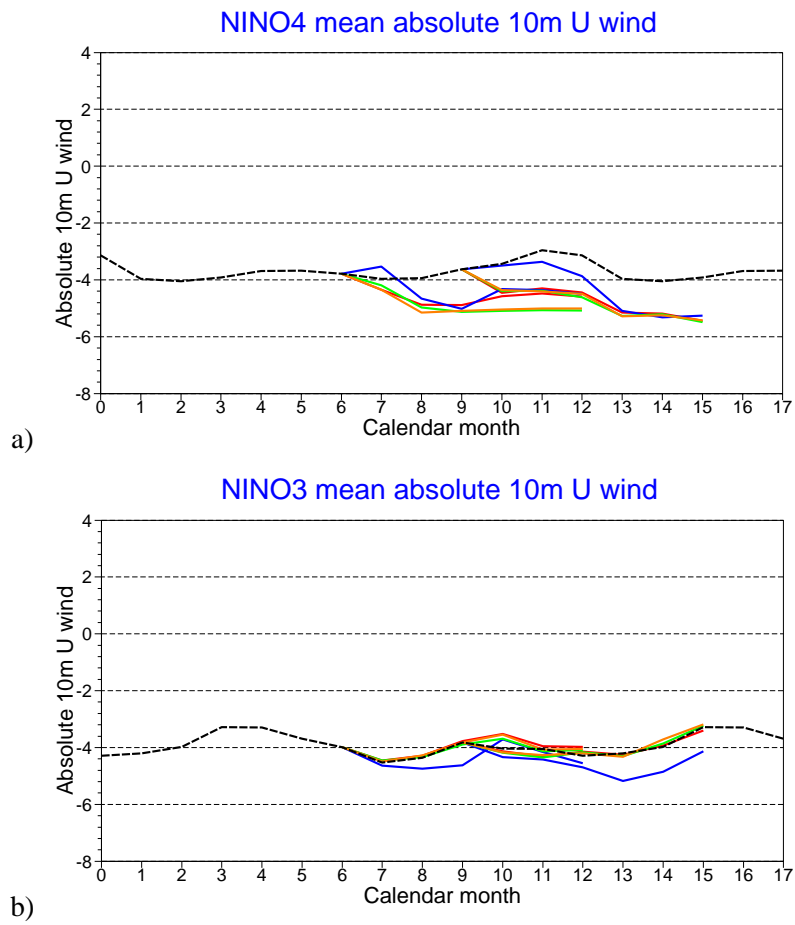 NINO4 mean absolute 10m U wind
4
2
0
-2
-4
-6
-8
Absolute 10m U wind
0 1 2 3 4 5 6 7 8 9 10 11 12 13 14 15 16 17
Calendar month
a)
NINO3 mean absolute 10m U wind
4
2
0
-2
-4
-6
-8
Absolute 10m U wind
0 1 2 3 4 5 6 7 8 9 10 11 12 13 14 15 16 17
Calendar month
b)